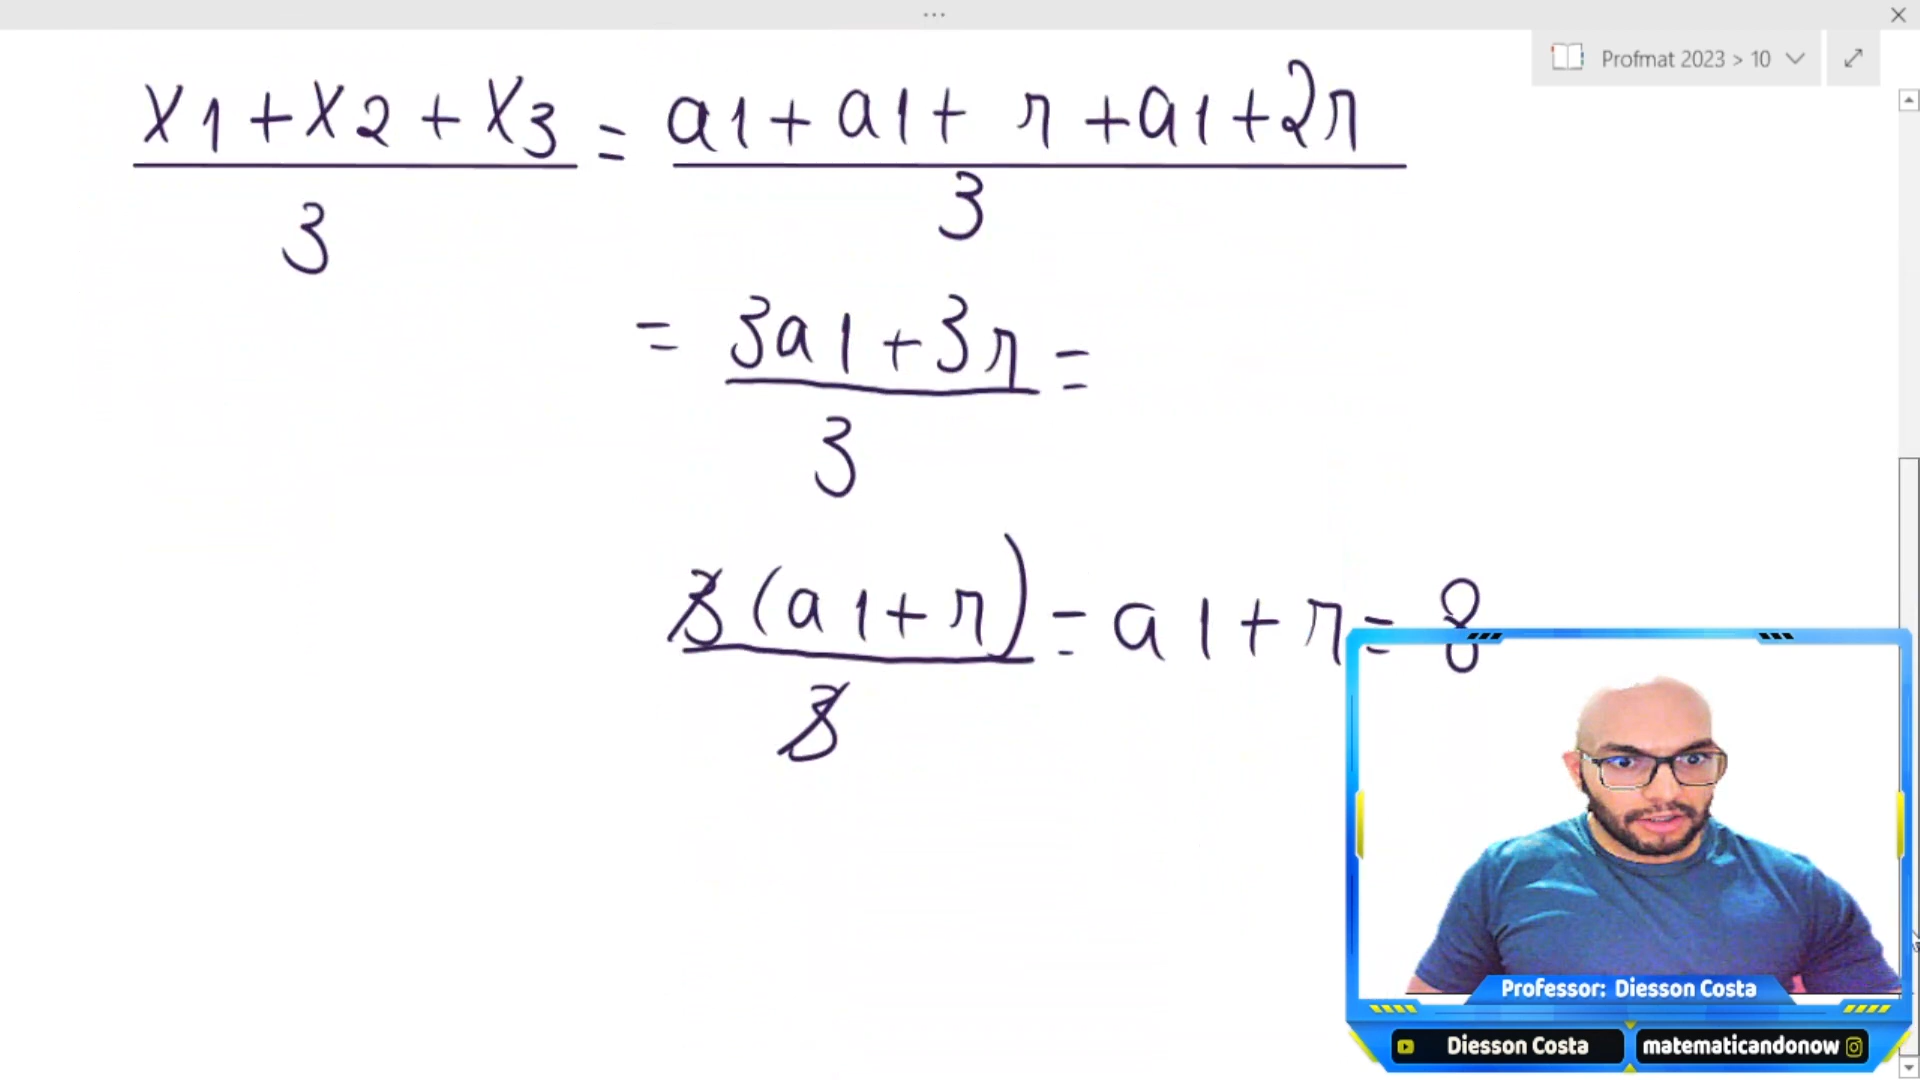 ...
Profmat 2023 > 10
x1 + x2 + x3 = a1 + a1 + r + a1 + 2r
3
3
= 3a1 + 3r =
3
3 (a1 + r) = a1 + r = 8
3
Professor: Diesson Costa
Diesson Costa
matematicandonow